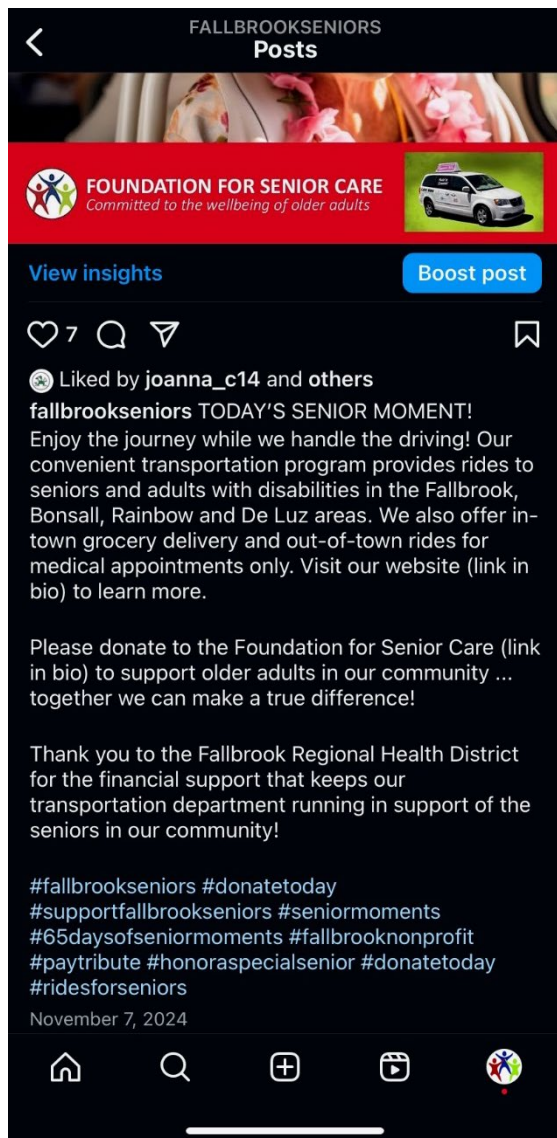 FALLBROOKSENIORS
Posts
FOUNDATION FOR SENIOR CARE
Committed to the wellbeing of older adults
View insights
Boost post
7
Liked by joanna_c14 and others
fallbrookseniors TODAY'S SENIOR MOMENT!
Enjoy the journey while we handle the driving! Our
convenient transportation program provides rides to
seniors and adults with disabilities in the Fallbrook,
Bonsall, Rainbow and De Luz areas. We also offer in-
town grocery delivery and out-of-town rides for
medical appointments only. Visit our website (link in
bio) to learn more.
Please donate to the Foundation for Senior Care (link
in bio) to support older adults in our community ...
together we can make a true difference!
Thank you to the Fallbrook Regional Health District
for the financial support that keeps our
transportation department running in support of the
seniors in our community!
#fallbrookseniors #donatetoday
#supportfallbrookseniors #seniormoments
#65daysofseniormoments #fallbrooknonprofit
#paytribute #honoraspecialsenior #donatetoday
#ridesforseniors
November 7, 2024